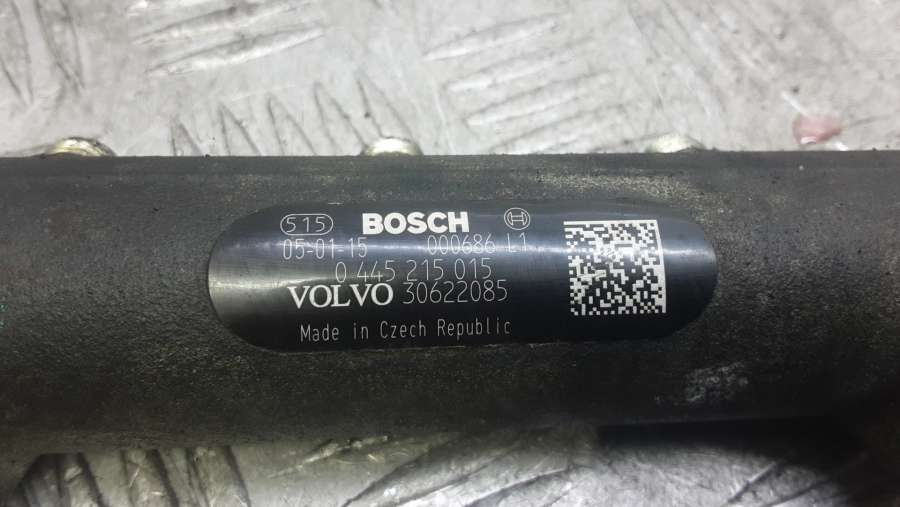 515 BOSCH
05-01-15 000686 L1
0 445 215 015
VOLVO 30622085
Made in Czech Republic